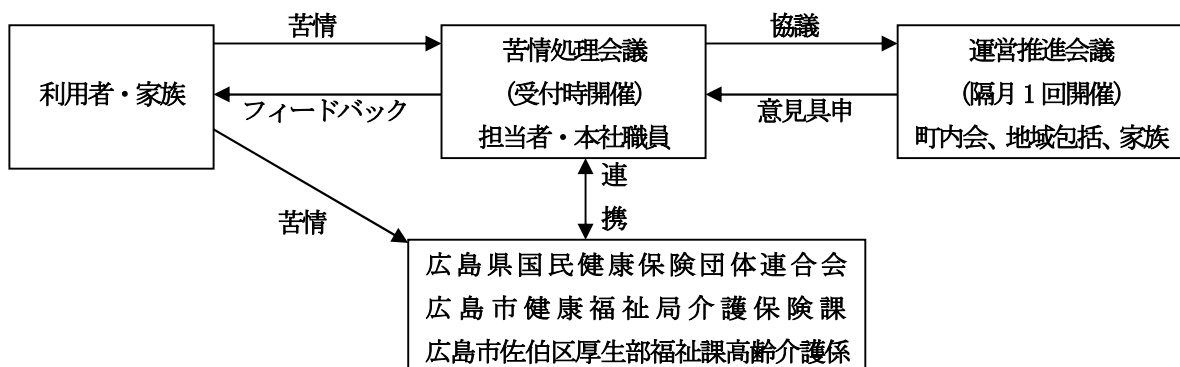 苦情
協議
利用者・家族
苦情処理会議
(受付時開催)
担当者・本社職員
運営推進会議
(隔月1回開催)
町内会、地域包括、家族
フィードバック
意見具申
連
携
苦情
広島県国民健康保険団体連合会
広島市健康福祉局介護保険課
広島市佐伯区厚生部福祉課高齢介護係